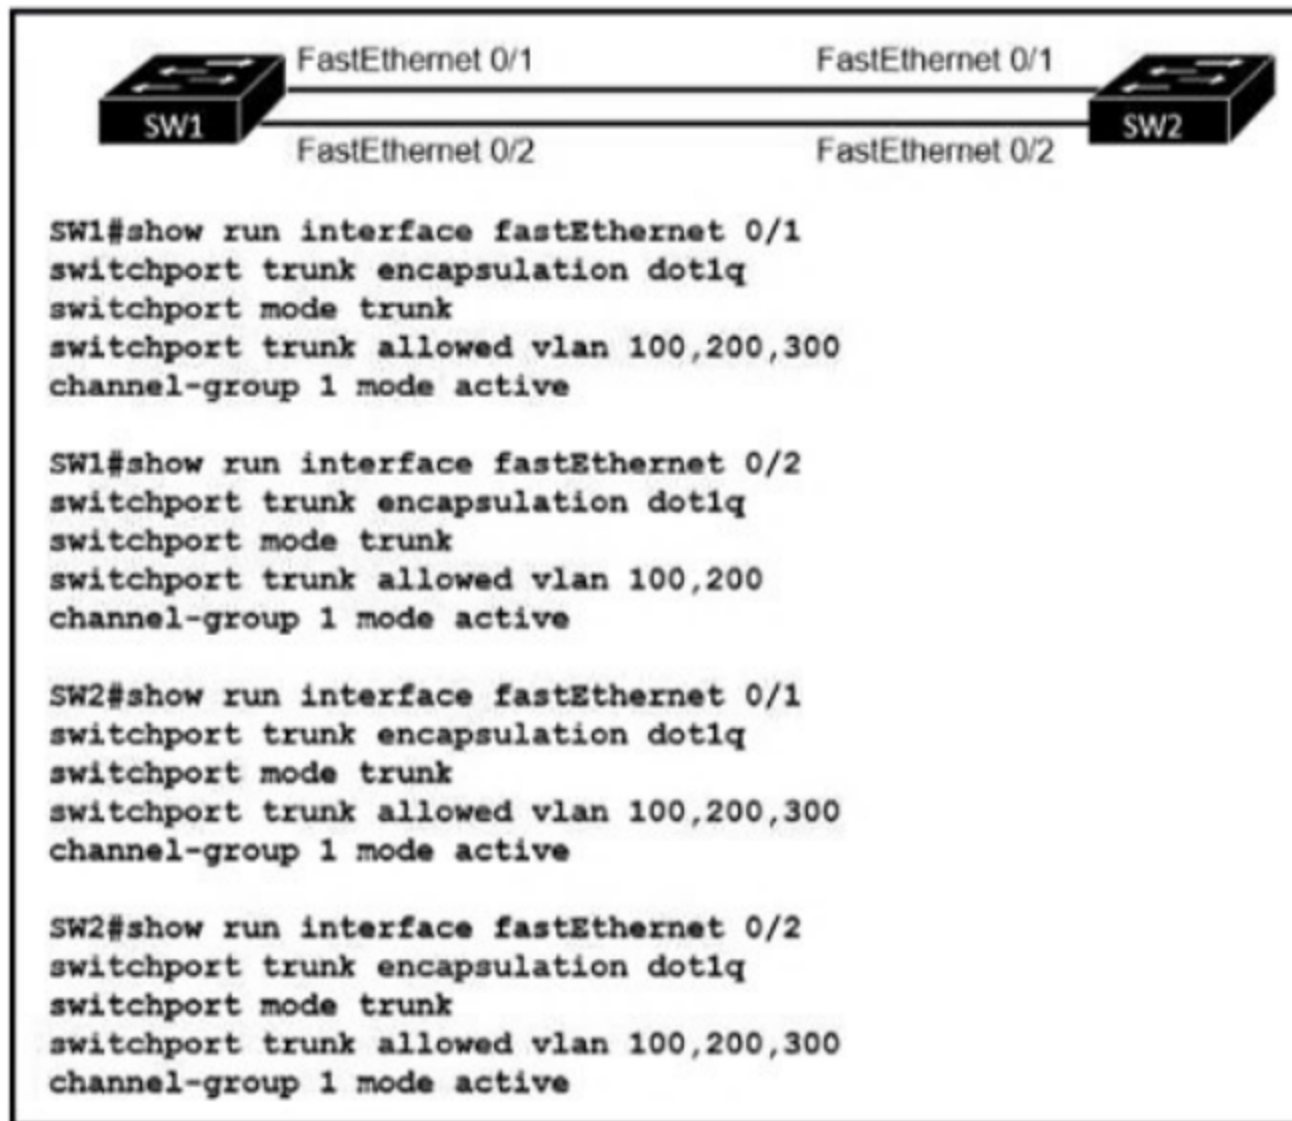 FastEthernet 0/1 FastEthernet 0/1
SW1 SW2
FastEthernet 0/2 FastEthernet 0/2
SW1#show run interface fastEthernet 0/1
switchport trunk encapsulation dot1q
switchport mode trunk
switchport trunk allowed vlan 100,200,300
channel-group 1 mode active
SW1#show run interface fastEthernet 0/2
switchport trunk encapsulation dot1q
switchport mode trunk
switchport trunk allowed vlan 100,200
channel-group 1 mode active
SW2#show run interface fastEthernet 0/1
switchport trunk encapsulation dot1q
switchport mode trunk
switchport trunk allowed vlan 100,200,300
channel-group 1 mode active
SW2#show run interface fastEthernet 0/2
switchport trunk encapsulation dot1q
switchport mode trunk
switchport trunk allowed vlan 100,200,300
channel-group 1 mode active